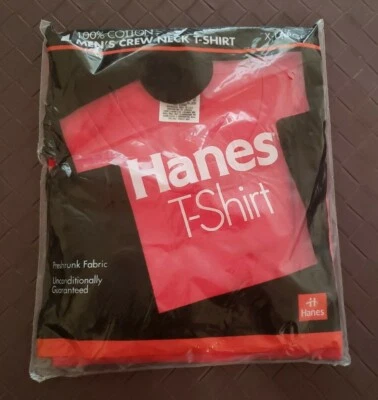 100% COTTON
MEN'S CREW NECK T-SHIRT
Hanes
T-Shirt
Preshrunk Fabric
Unconditionally
Guaranteed
Hanes